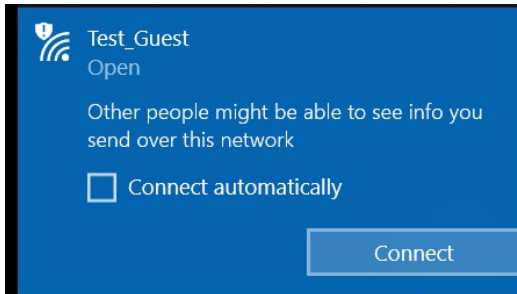 Test_Guest
Open
Other people might be able to see info you
send over this network
Connect automatically
Connect